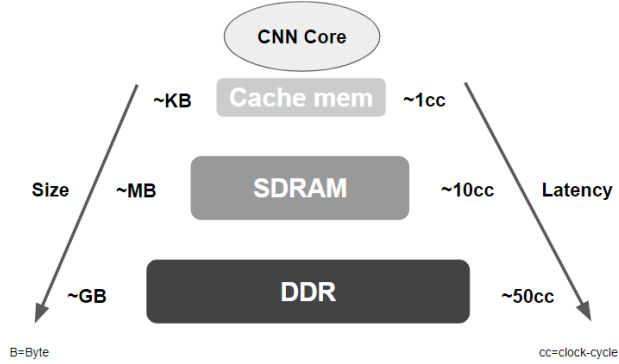 CNN Core
~KB
Cache mem
~1cc
Size
~MB
SDRAM
~10cc
Latency
~GB
DDR
~50cc
B=Byte
cc=clock-cycle